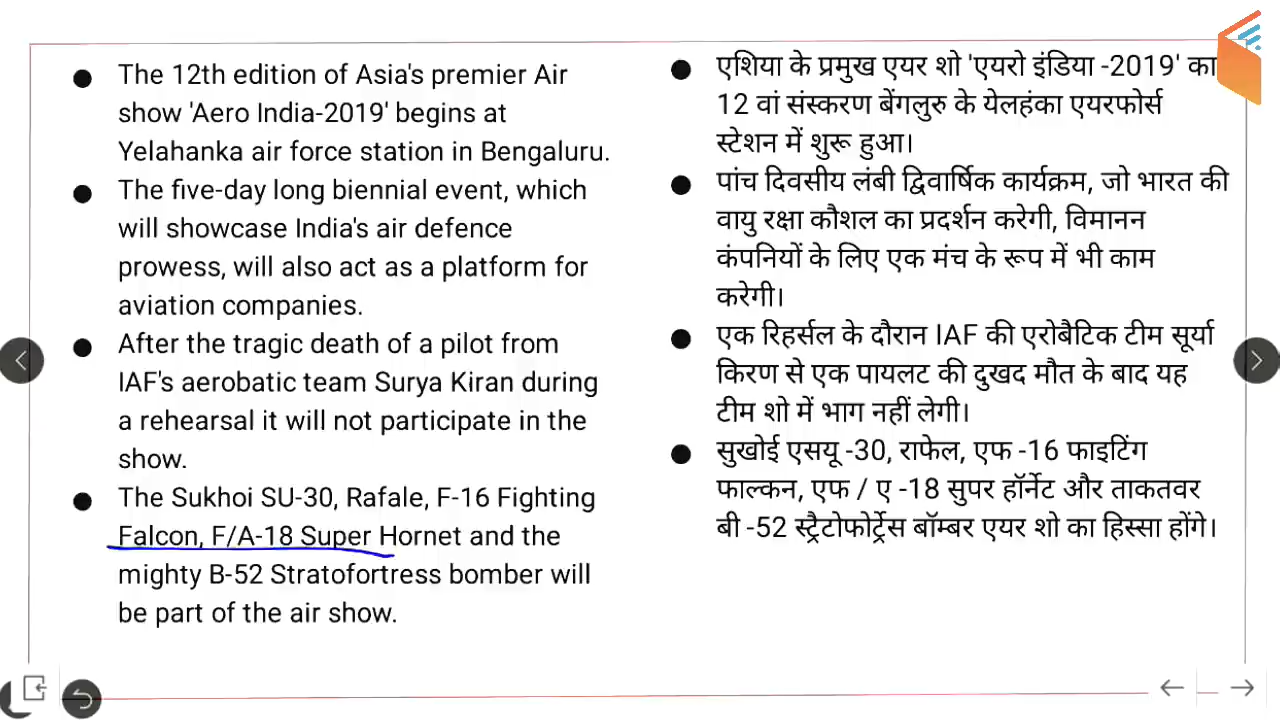 The 12th edition of Asia's premier Air
show 'Aero India-2019' begins at
Yelahanka air force station in Bengaluru.
The five-day long biennial event, which
will showcase India's air defence
prowess, will also act as a platform for
aviation companies.
After the tragic death of a pilot from
IAF's aerobatic team Surya Kiran during
a rehearsal it will not participate in the
show.
The Sukhoi SU-30, Rafale, F-16 Fighting
Falcon, F/A-18 Super Hornet and the
mighty B-52 Stratofortress bomber will
be part of the air show.
एशिया के प्रमुख एयर शो 'एयरो इंडिया -2019' का
12 वां संस्करण बेंगलुरु के येलहंका एयरफोर्स
स्टेशन में शुरू हुआ।
पांच दिवसीय लंबी द्विवार्षिक कार्यक्रम, जो भारत की
वायु रक्षा कौशल का प्रदर्शन करेगी, विमानन
कंपनियों के लिए एक मंच के रूप में भी काम
करेगी।
एक रिहर्सल के दौरान IAF की एरोबैटिक टीम सूर्या
किरण से एक पायलट की दुखद मौत के बाद यह
टीम शो में भाग नहीं लेगी।
सुखोई एसयू -30, राफेल, एफ -16 फाइटिंग
फाल्कन, एफ / ए -18 सुपर हॉर्नेट और ताकतवर
बी -52 स्ट्रैटोफोर्ट्रेस बॉम्बर एयर शो का हिस्सा होंगे।